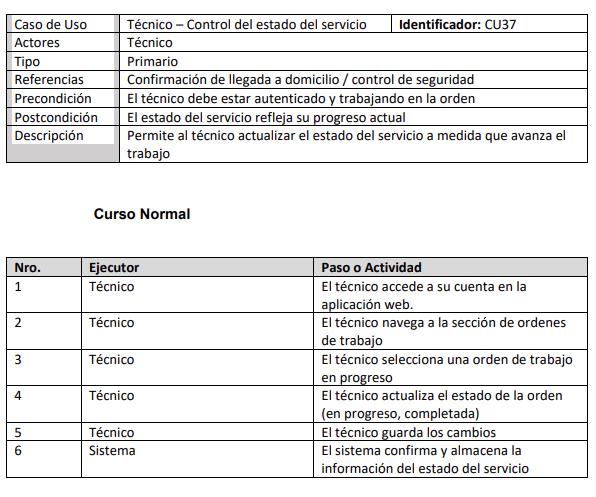 Caso de Uso Técnico – Control del estado del servicio Identificador: CU37
Actores Técnico
Tipo Primario
Referencias Confirmación de llegada a domicilio / control de seguridad
Precondición El técnico debe estar autenticado y trabajando en la orden
Postcondición El estado del servicio refleja su progreso actual
Descripción Permite al técnico actualizar el estado del servicio a medida que avanza el
trabajo
Curso Normal
Nro. Ejecutor Paso o Actividad
1 Técnico El técnico accede a su cuenta en la
aplicación web.
2 Técnico El técnico navega a la sección de ordenes
de trabajo
3 Técnico El técnico selecciona una orden de trabajo
en progreso
4 Técnico El técnico actualiza el estado de la orden
(en progreso, completada)
5 Técnico El técnico guarda los cambios
6 Sistema El sistema confirma y almacena la
información del estado del servicio